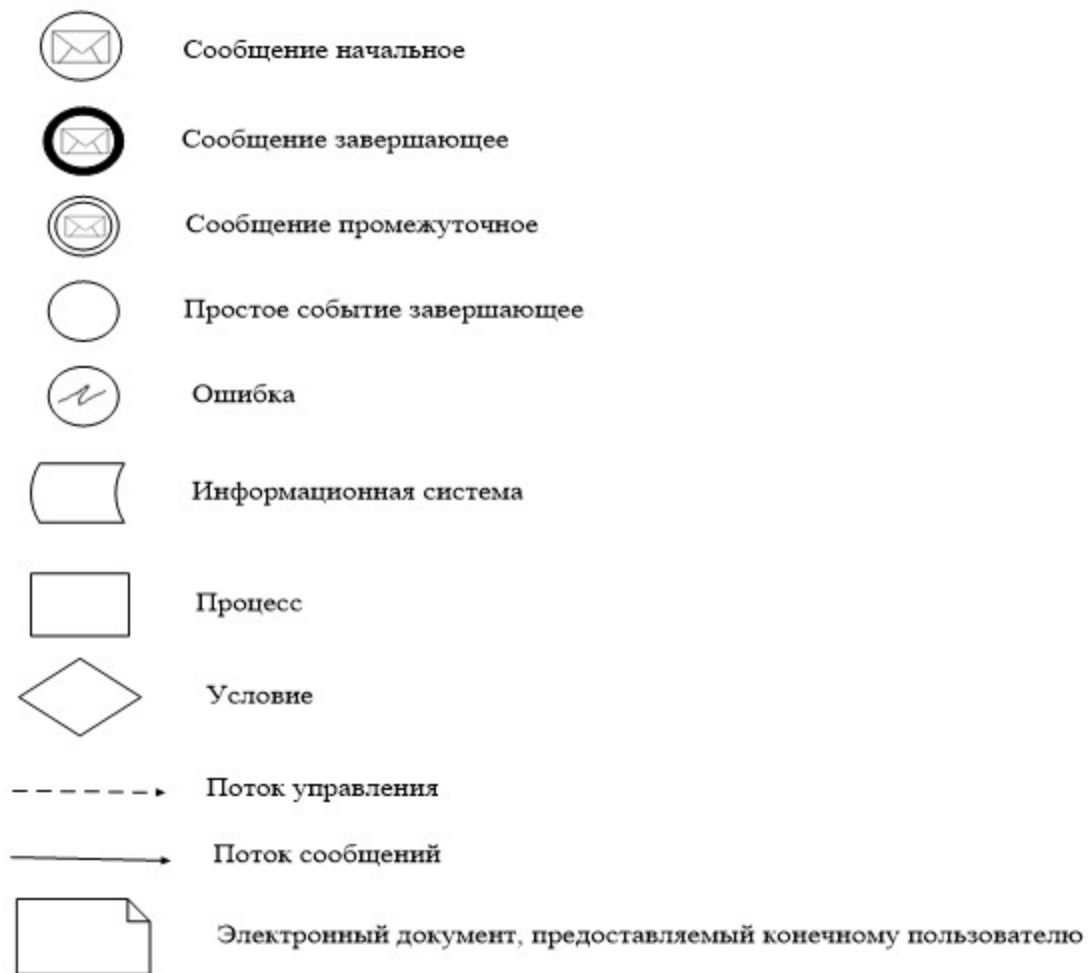 Сообщение начальное
Сообщение завершающее
Сообщение промежуточное
Простое событие завершающее
Ошибка
Информационная система
Процесс
Условие
Поток управления
Поток сообщений
Электронный документ, предоставляемый конечному пользователю